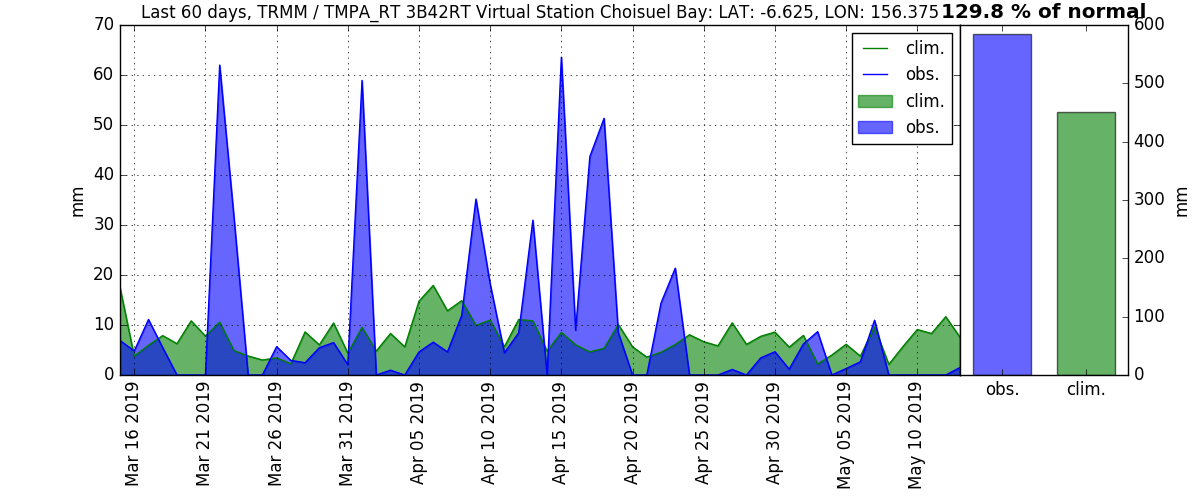 Last 60 days, TRMM / TMPA_RT 3B42RT Virtual Station Choisuel Bay: LAT: -6.625, LON: 156.375
129.8 % of normal
70
60
50
40
30
20
10
0
mm
clim.
obs.
clim.
obs.
Mar 16 2019
Mar 21 2019
Mar 26 2019
Mar 31 2019
Apr 05 2019
Apr 10 2019
Apr 15 2019
Apr 20 2019
Apr 25 2019
Apr 30 2019
May 05 2019
May 10 2019
600
500
400
300
200
100
0
mm
obs.
clim.